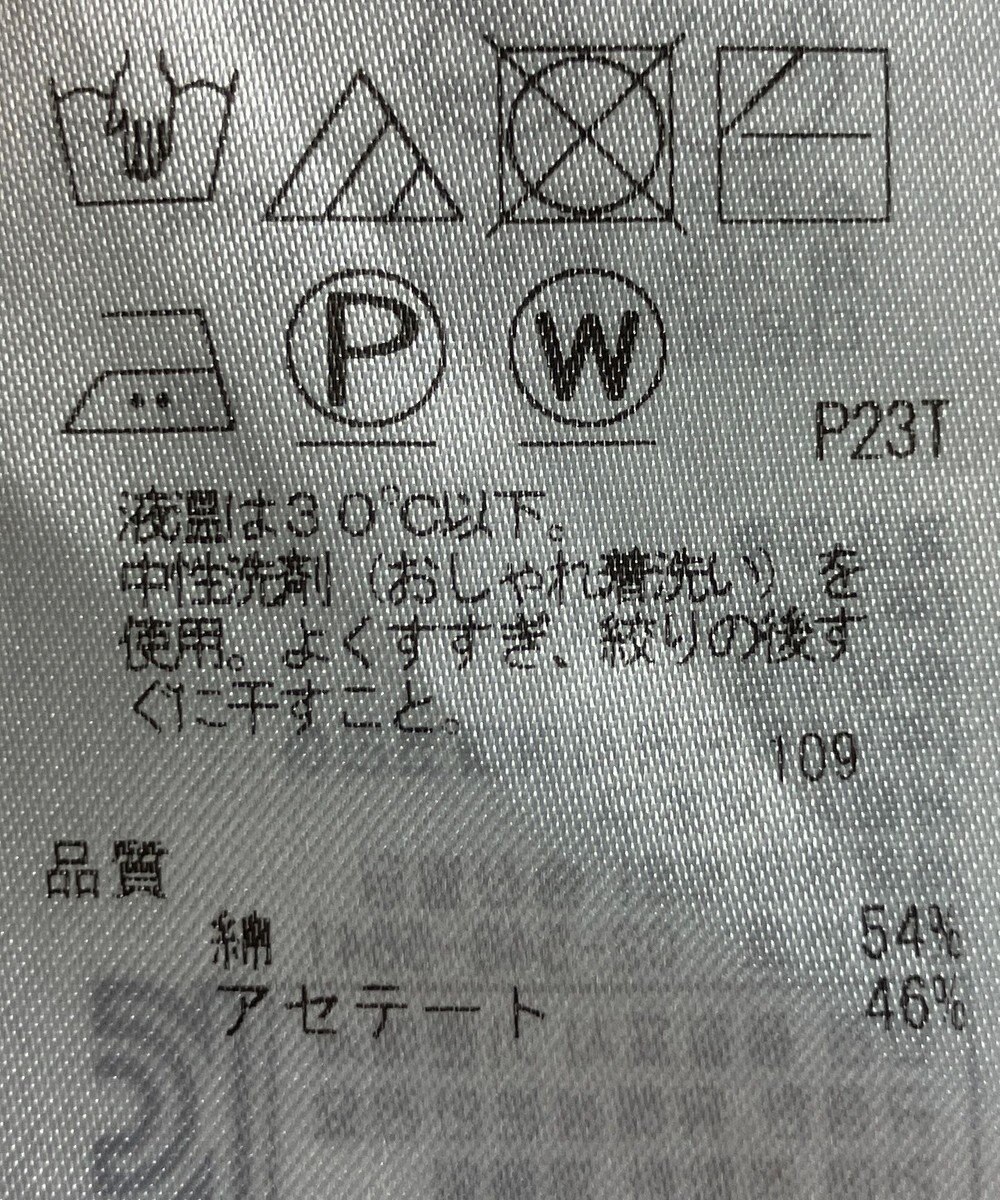 P W
P23T
液温は30℃以下。
中性洗剤（おしゃれ着洗い）を
使用。よくすすぎ、絞りの後す
ぐに干すこと。
109
品質
綿 54%
アセテート 46%